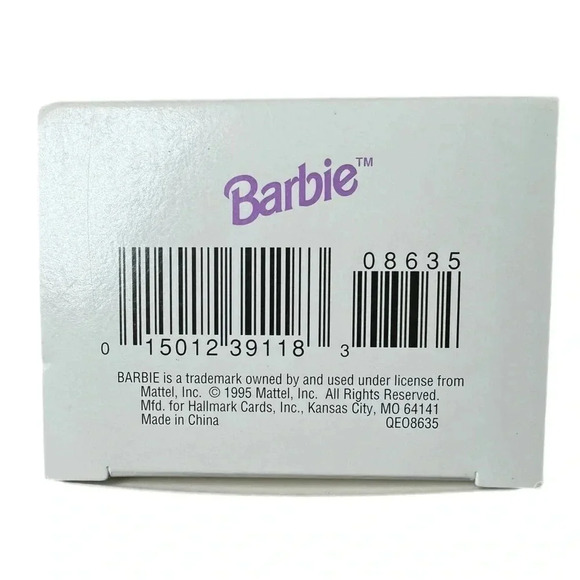 Barbie™
08635
0 15012 39118 3
BARBIE is a trademark owned by and used under license from
Mattel, Inc. © 1995 Mattel, Inc. All Rights Reserved.
Mfd. for Hallmark Cards, Inc., Kansas City, MO 64141
Made in China QEO8635